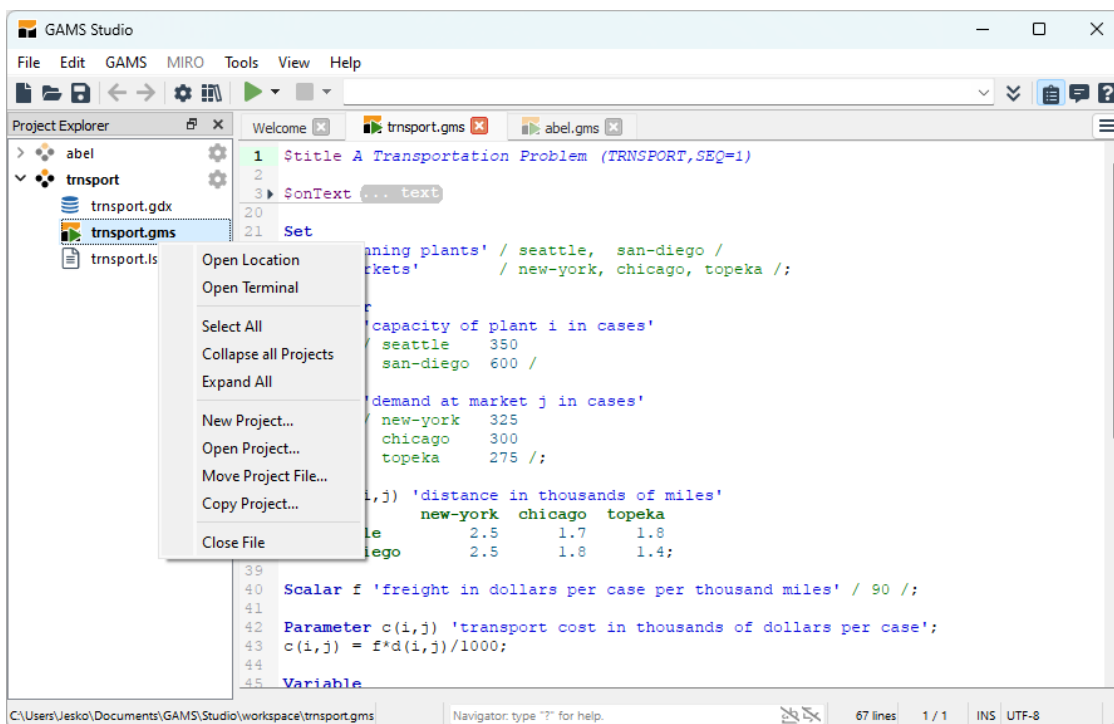 GAMS Studio
File Edit GAMS MIRO Tools View Help
Project Explorer
Welcome trnsport.gms abel.gms
abel
trnsport
trnsport.gdx
trnsport.gms
trnsport.ls
Open Location
Open Terminal
Select All
Collapse all Projects
Expand All
New Project...
Open Project...
Move Project File...
Copy Project...
Close File
1 $title A Transportation Problem (TRNSPORT,SEQ=1)
2
3 $onText ... text
20
21 Set
nning plants' / seattle, san-diego /
rkets' / new-york, chicago, topeka /;
r
'capacity of plant i in cases'
/ seattle 350
san-diego 600 /
'demand at market j in cases'
/ new-york 325
chicago 300
topeka 275 /;
i,j) 'distance in thousands of miles'
new-york chicago topeka
le 2.5 1.7 1.8
iego 2.5 1.8 1.4;
39
40 Scalar f 'freight in dollars per case per thousand miles' / 90 /;
41
42 Parameter c(i,j) 'transport cost in thousands of dollars per case';
43 c(i,j) = f*d(i,j)/1000;
44
45 Variable
C:\Users\Jesko\Documents\GAMS\Studio\workspace\trnsport.gms Navigator: type "?" for help. 67 lines 1 / 1 INS UTF-8